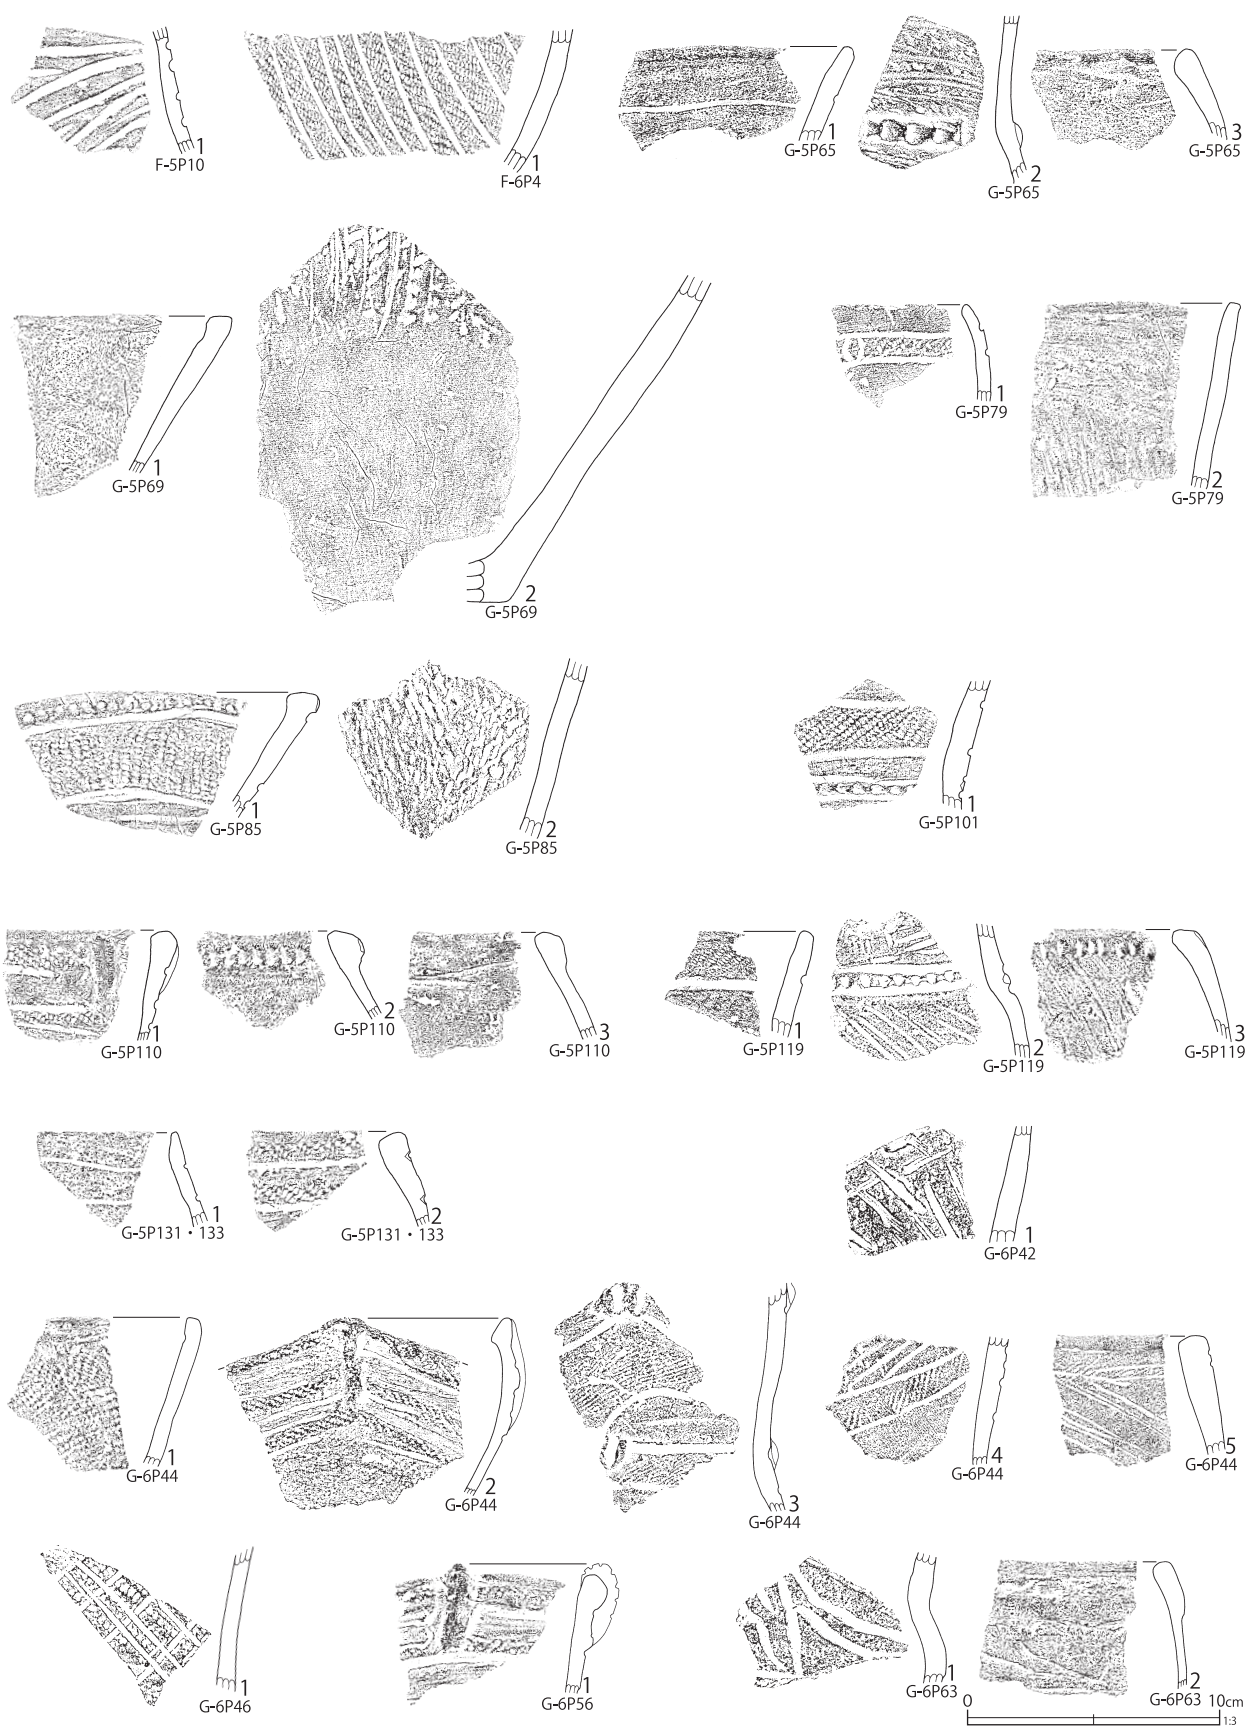 1
F-5P10
1
F-6P4
1
G-5P65
2
G-5P65
3
G-5P65
1
G-5P69
2
G-5P69
1
G-5P79
2
G-5P79
1
G-5P85
2
G-5P85
1
G-5P101
1
G-5P110
2
G-5P110
3
G-5P110
1
G-5P119
2
G-5P119
3
G-5P119
1
G-5P131・133
2
G-5P131・133
1
G-6P42
1
G-6P44
2
G-6P44
3
G-6P44
4
G-6P44
5
G-6P44
1
G-6P46
1
G-6P56
1
G-6P63
2
G-6P63
0 10cm
1:3